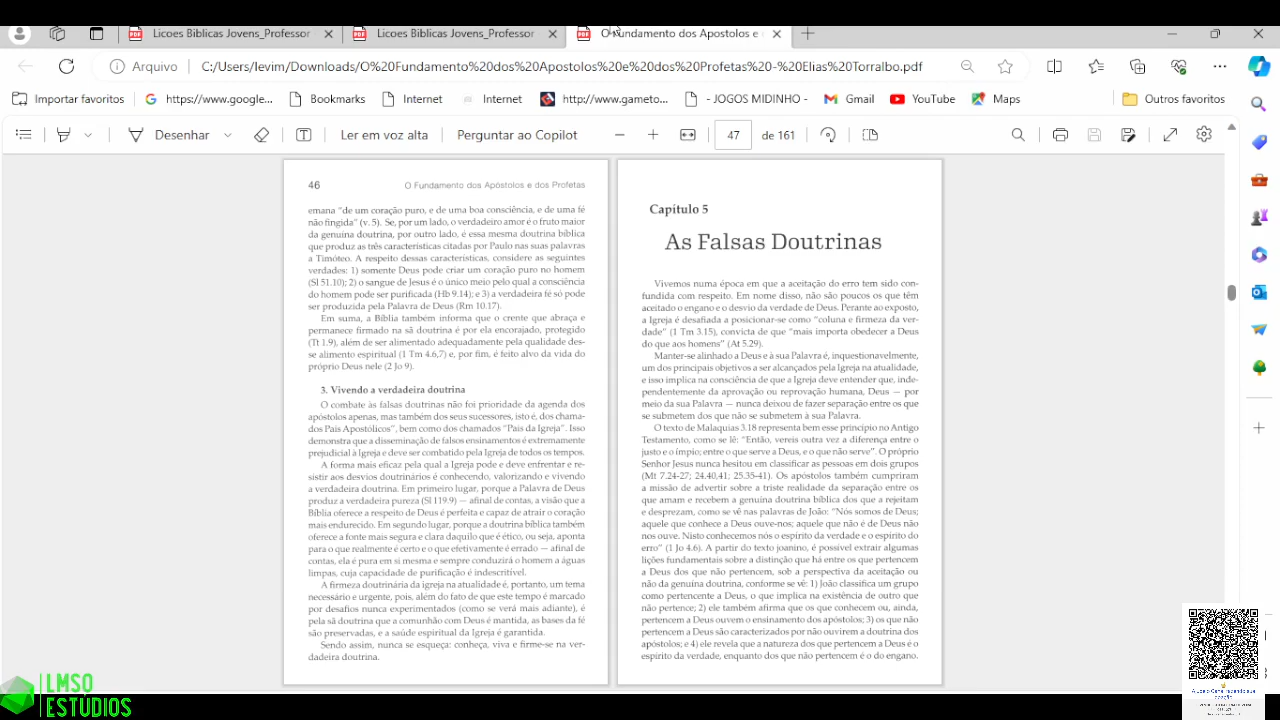 Licoes Biblicas Jovens_Professor
Licoes Biblicas Jovens_Professor
O Fundamento dos Apostolos e
Arquivo
C:/Users/levim/Downloads/O%20Fundamento%20dos%20Apostolos%20e%20dos%20Profetas%20-%20Elias%20Torralbo.pdf
Importar favoritos
https://www.google...
Bookmarks
Internet
Internet
http://www.gameto...
- JOGOS MIDINHO -
Gmail
YouTube
Maps
Outros favoritos
Desenhar
Ler em voz alta
Perguntar ao Copilot
47
de 161
46
O Fundamento dos Apóstolos e dos Profetas
emana “de um coração puro, e de uma boa consciência, e de uma fé
não fingida” (v. 5). Se, por um lado, o verdadeiro amor é o fruto maior
da genuína doutrina, por outro lado, é essa mesma doutrina bíblica
que produz as três características citadas por Paulo nas suas palavras
a Timóteo. A respeito dessas características, considere as seguintes
verdades: 1) somente Deus pode criar um coração puro no homem
(Sl 51.10); 2) o sangue de Jesus é o único meio pelo qual a consciência
do homem pode ser purificada (Hb 9.14); e 3) a verdadeira fé só pode
ser produzida pela Palavra de Deus (Rm 10.17).
Em suma, a Bíblia também informa que o crente que abraça e
permanece firmado na sã doutrina é por ela encorajado, protegido
(Tt 1.9), além de ser alimentado adequadamente pela qualidade des-
se alimento espiritual (1 Tm 4.6,7) e, por fim, é feito alvo da vida do
próprio Deus nele (2 Jo 9).
3. Vivendo a verdadeira doutrina
O combate às falsas doutrinas não foi prioridade da agenda dos
apóstolos apenas, mas também dos seus sucessores, isto é, dos chama-
dos Pais Apostólicos”, bem como dos chamados “Pais da Igreja”. Isso
demonstra que a disseminação de falsos ensinamentos é extremamente
prejudicial à Igreja e deve ser combatido pela Igreja de todos os tempos.
A forma mais eficaz pela qual a Igreja pode e deve enfrentar e re-
sistir aos desvios doutrinários é conhecendo, valorizando e vivendo
a verdadeira doutrina. Em primeiro lugar, porque a Palavra de Deus
produz a verdadeira pureza (Sl 119.9) — afinal de contas, a visão que a
Bíblia oferece a respeito de Deus é perfeita e capaz de atrair o coração
mais endurecido. Em segundo lugar, porque a doutrina bíblica também
oferece a fonte mais segura e clara daquilo que é ético, ou seja, aponta
para o que realmente é certo e o que efetivamente é errado — afinal de
contas, ela é pura em si mesma e sempre conduzirá o homem a águas
limpas, cuja capacidade de purificação é indescritível.
A firmeza doutrinária da igreja na atualidade é, portanto, um tema
necessário e urgente, pois, além do fato de que este tempo é marcado
por desafios nunca experimentados (como se verá mais adiante), é
pela sã doutrina que a comunhão com Deus é mantida, as bases da fé
são preservadas, e a saúde espiritual da Igreja é garantida.
Sendo assim, nunca se esqueça: conheça, viva e firme-se na ver-
dadeira doutrina.
Capítulo 5
As Falsas Doutrinas
Vivemos numa época em que a aceitação do erro tem sido con-
fundida com respeito. Em nome disso, não são poucos os que têm
aceitado o engano e o desvio da verdade de Deus. Perante ao exposto,
a Igreja é desafiada a posicionar-se como “coluna e firmeza da ver-
dade” (1 Tm 3.15), convicta de que “mais importa obedecer a Deus
do que aos homens” (At 5.29).
Manter-se alinhado a Deus e à sua Palavra é, inquestionavelmente,
um dos principais objetivos a ser alcançados pela Igreja na atualidade,
e isso implica na consciência de que a Igreja deve entender que, inde-
pendentemente da aprovação ou reprovação humana, Deus — por
meio da sua Palavra — nunca deixou de fazer separação entre os que
se submetem dos que não se submetem à sua Palavra.
O texto de Malaquias 3.18 representa bem esse princípio no Antigo
Testamento, como se lê: “Então, vereis outra vez a diferença entre o
justo e o ímpio; entre o que serve a Deus, e o que não serve”. O próprio
Senhor Jesus nunca hesitou em classificar as pessoas em dois grupos
(Mt 7.24-27; 24.40,41; 25.35-41). Os apóstolos também cumpriram
a missão de advertir sobre a triste realidade da separação entre os
que amam e recebem a genuína doutrina bíblica dos que a rejeitam
e desprezam, como se vê nas palavras de João: “Nós somos de Deus;
aquele que conhece a Deus ouve-nos; aquele que não é de Deus não
nos ouve. Nisto conhecemos nós o espírito da verdade e o espírito do
erro” (1 Jo 4.6). A partir do texto joanino, é possível extrair algumas
lições fundamentais sobre a distinção que há entre os que pertencem
a Deus dos que não pertencem, sob a perspectiva da aceitação ou
não da genuína doutrina, conforme se vê: 1) João classifica um grupo
como pertencente a Deus, o que implica na existência de outro que
não pertence; 2) ele também afirma que os que conhecem ou, ainda,
pertencem a Deus ouvem o ensinamento dos apóstolos; 3) os que não
pertencem a Deus são caracterizados por não ouvirem a doutrina dos
apóstolos; e 4) ele revela que a natureza dos que pertencem a Deus é o
espírito da verdade, enquanto dos que não pertencem é o do engano.
LMSO
ESTUDIOS